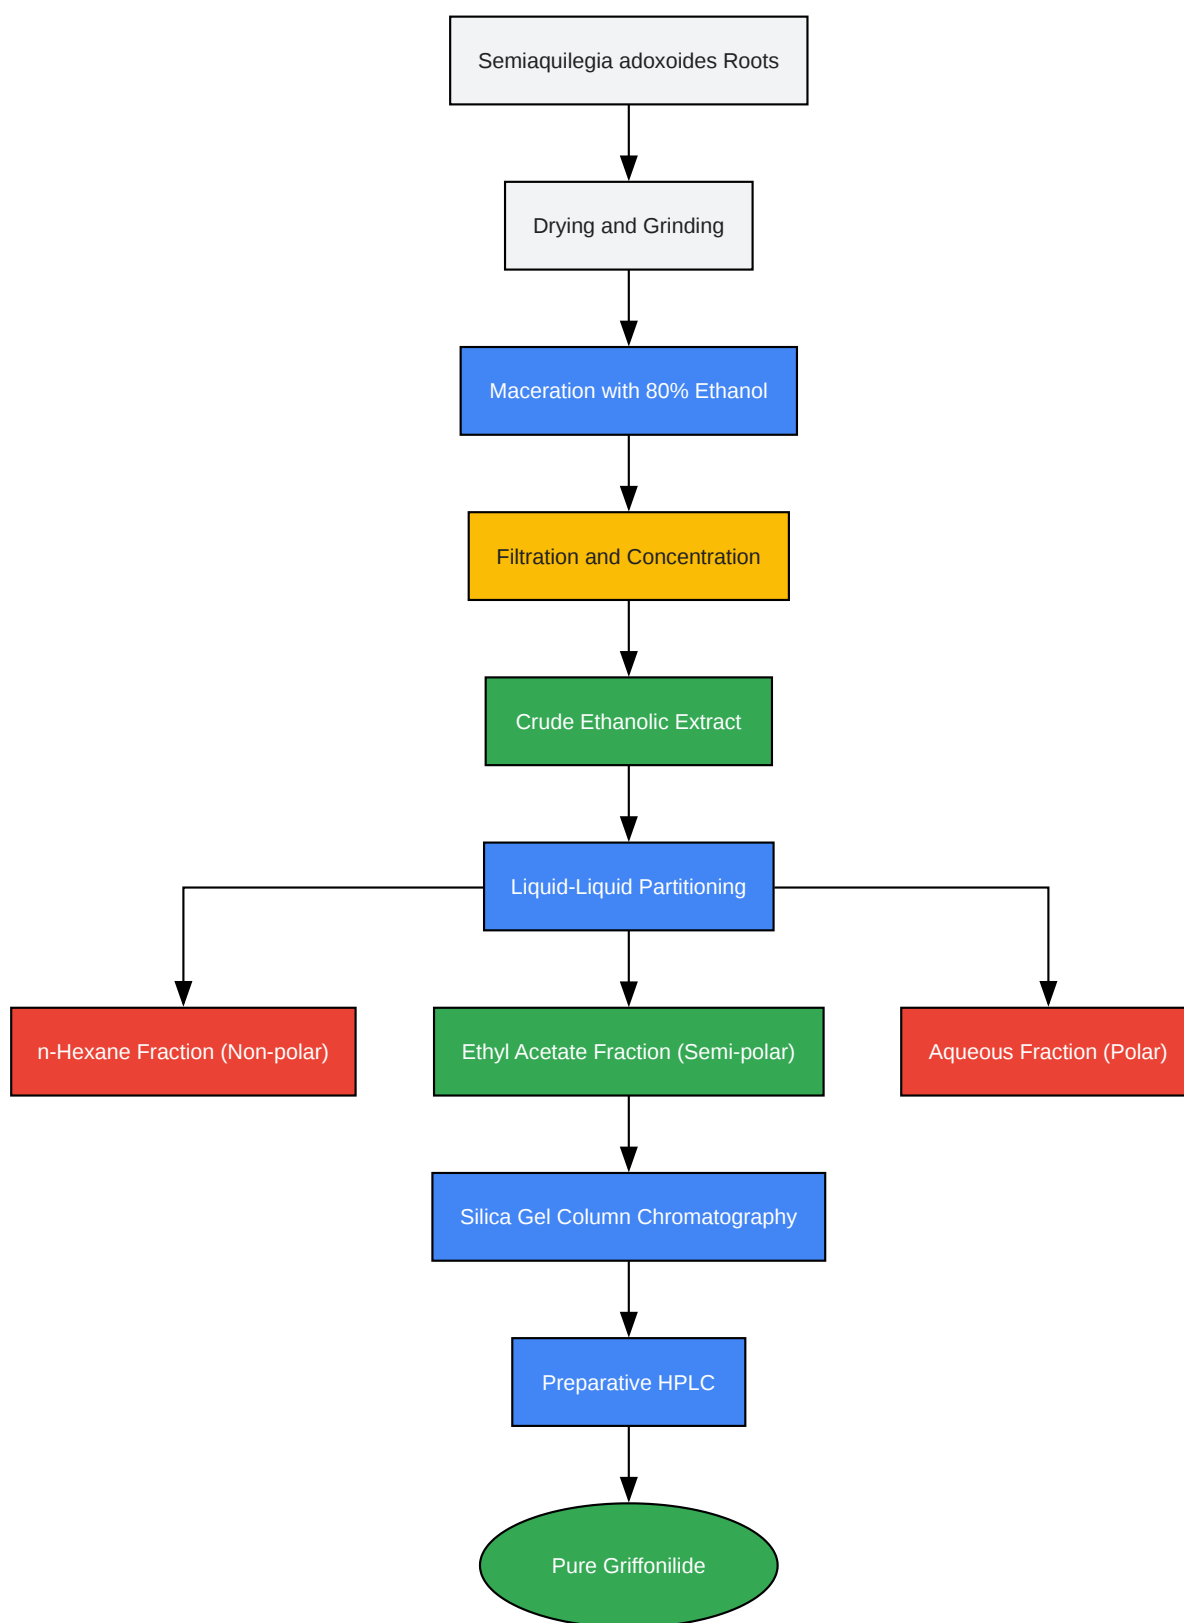 Semiaquilegia adoxoides Roots
Drying and Grinding
Maceration with 80% Ethanol
Filtration and Concentration
Crude Ethanolic Extract
Liquid-Liquid Partitioning
n-Hexane Fraction (Non-polar)
Ethyl Acetate Fraction (Semi-polar)
Aqueous Fraction (Polar)
Silica Gel Column Chromatography
Preparative HPLC
Pure Griffonilide